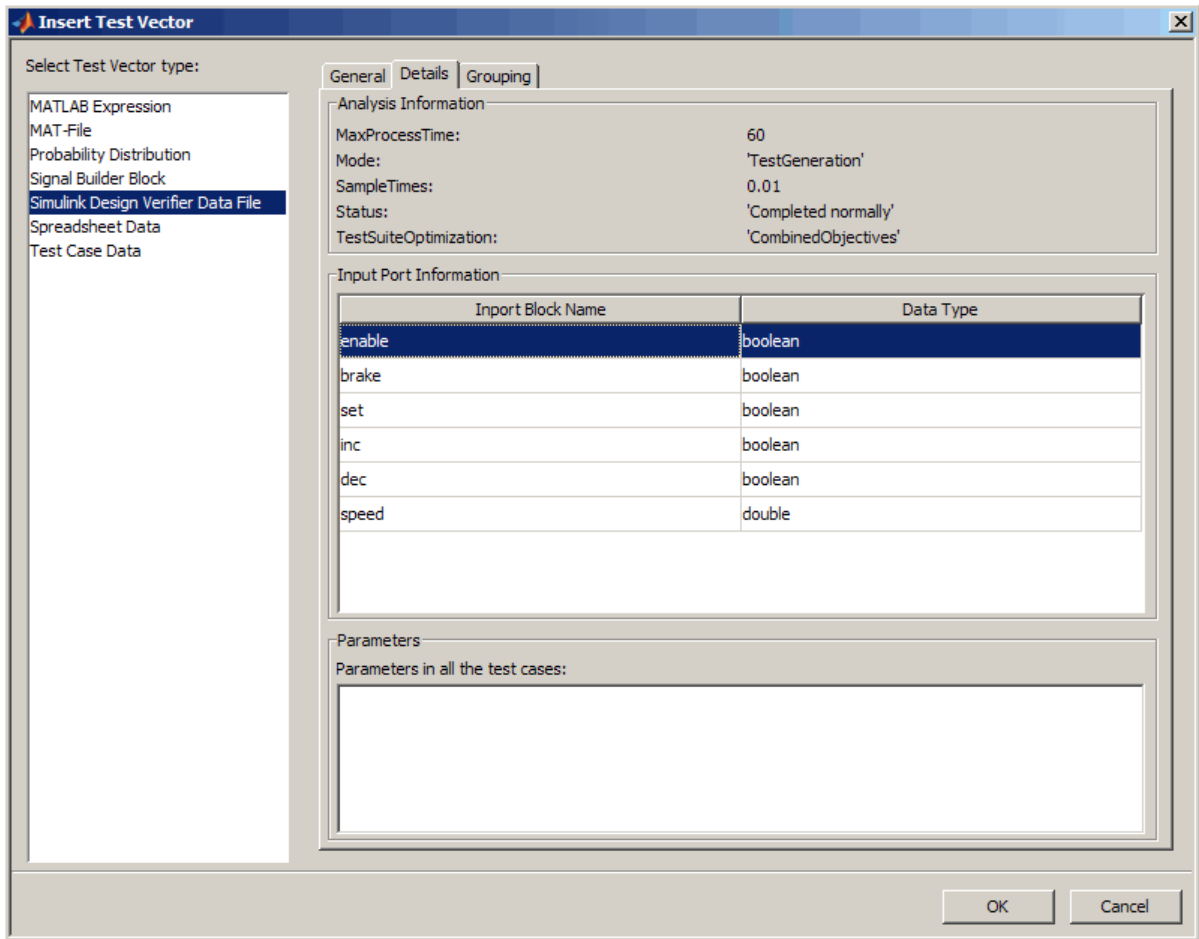 Insert Test Vector
Select Test Vector type:
MATLAB Expression
MAT-File
Probability Distribution
Signal Builder Block
Simulink Design Verifier Data File
Spreadsheet Data
Test Case Data
General Details Grouping
Analysis Information
MaxProcessTime: 60
Mode: 'TestGeneration'
SampleTimes: 0.01
Status: 'Completed normally'
TestSuiteOptimization: 'CombinedObjectives'
Input Port Information
Inport Block Name Data Type
enable boolean
brake boolean
set boolean
inc boolean
dec boolean
speed double
Parameters
Parameters in all the test cases:
OK Cancel